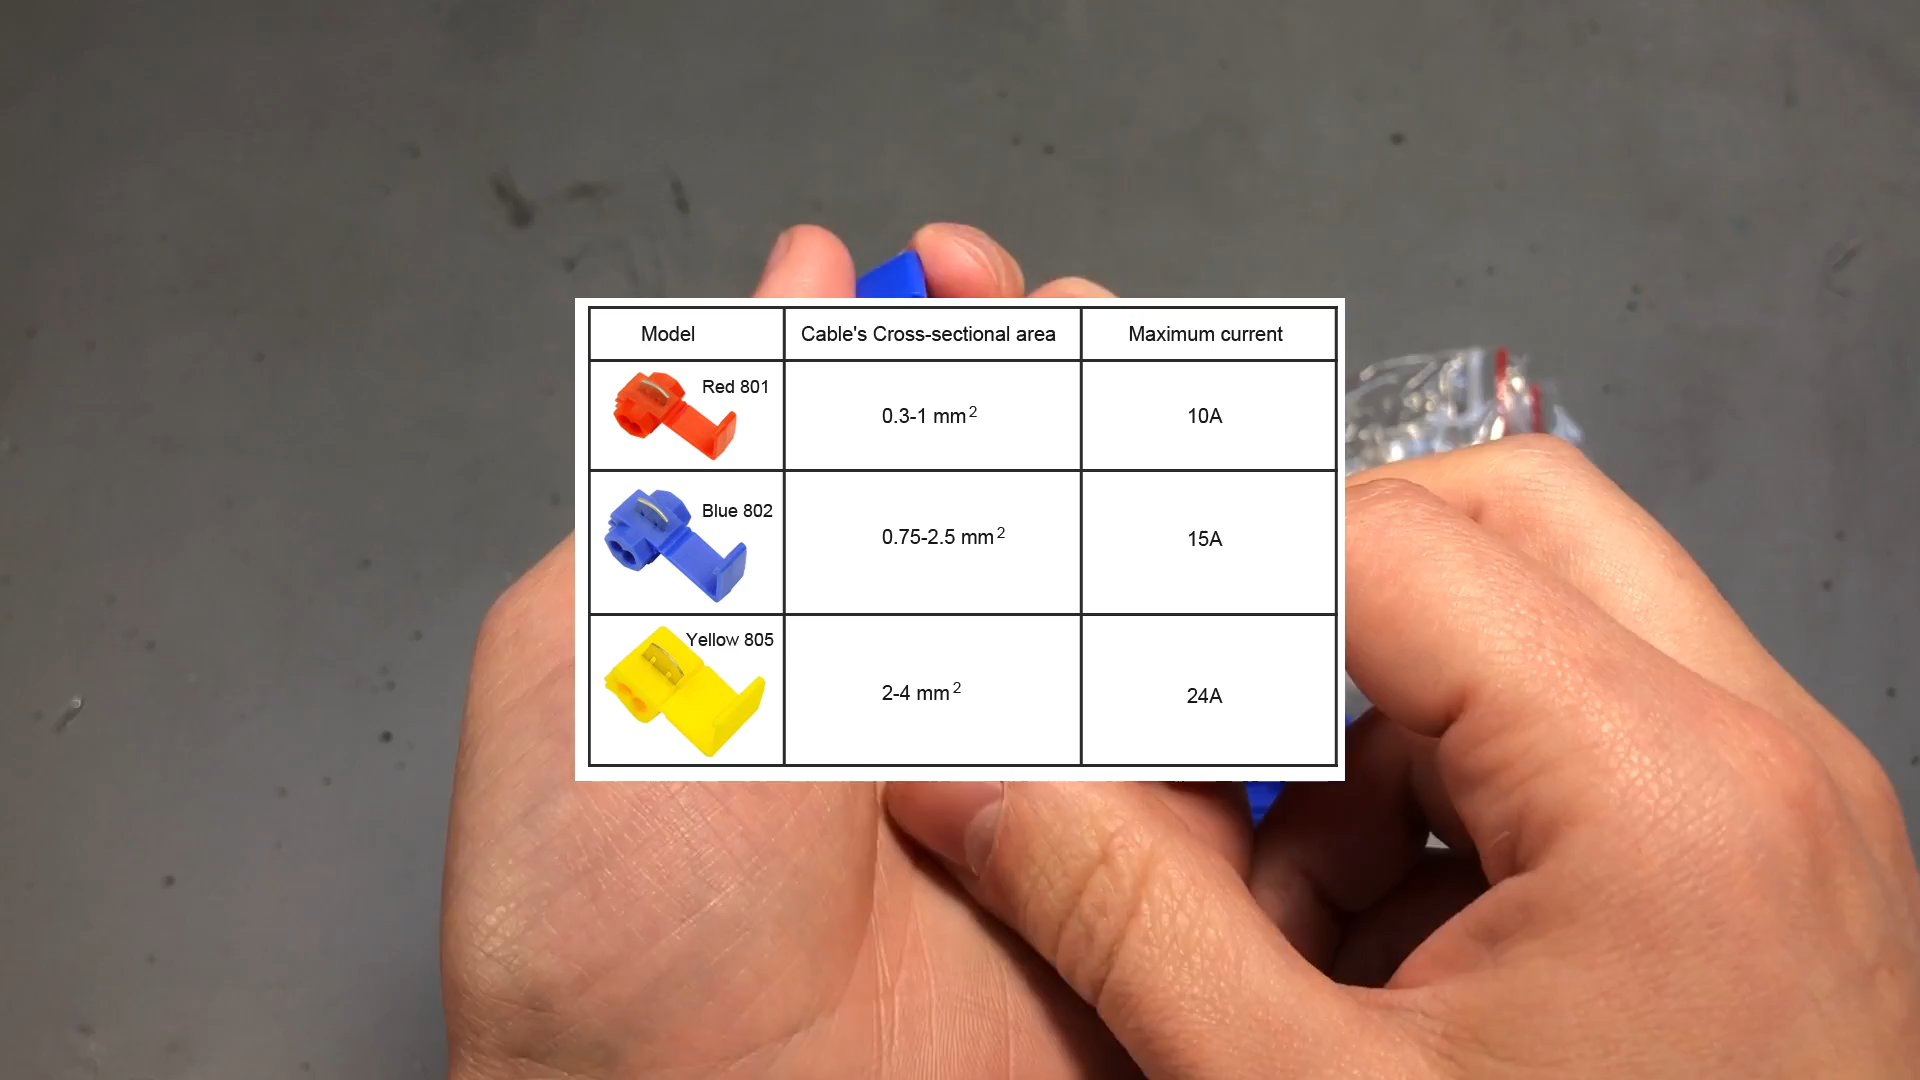 Model Cable's Cross-sectional area Maximum current
Red 801
0.3-1 mm² 10A
Blue 802
0.75-2.5 mm² 15A
Yellow 805
2-4 mm² 24A